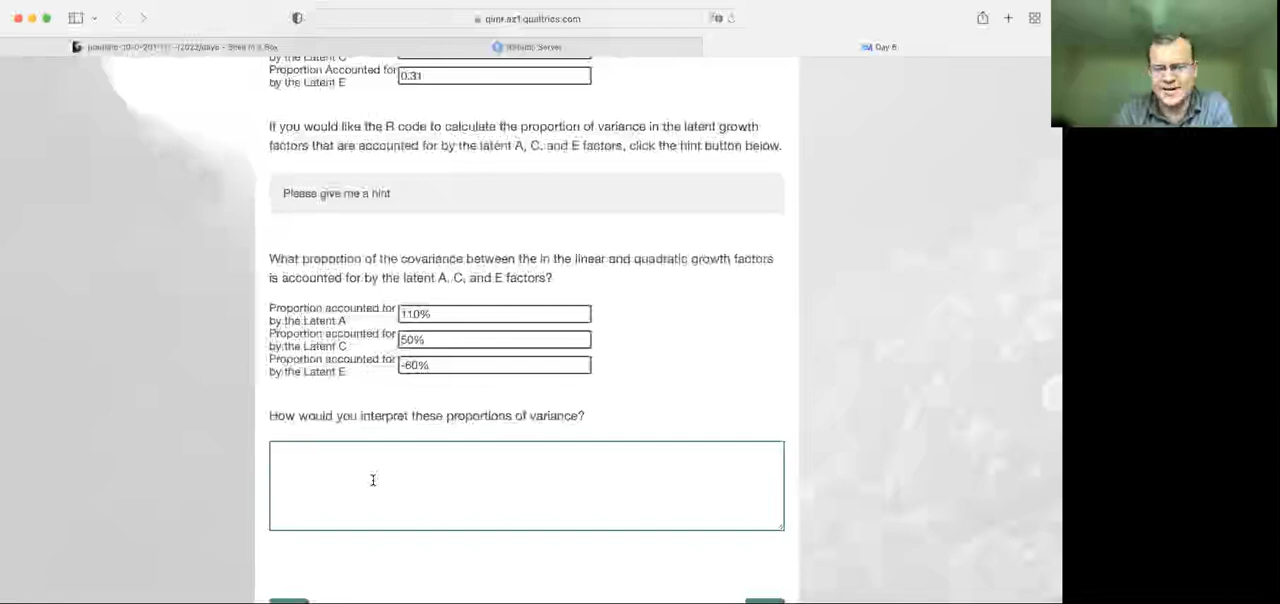 qimr.az1.qualtrics.com
Day 6
by the Latent C
Proportion Accounted for
by the Latent E
0.31
If you would like the R code to calculate the proportion of variance in the latent growth
factors that are accounted for by the latent A, C, and E factors, click the hint button below.
Please give me a hint
What proportion of the covariance between the in the linear and quadratic growth factors
is accounted for by the latent A, C, and E factors?
Proportion accounted for
by the Latent A
110%
Proportion accounted for
by the Latent C
50%
Proportion accounted for
by the Latent E
-60%
How would you interpret these proportions of variance?